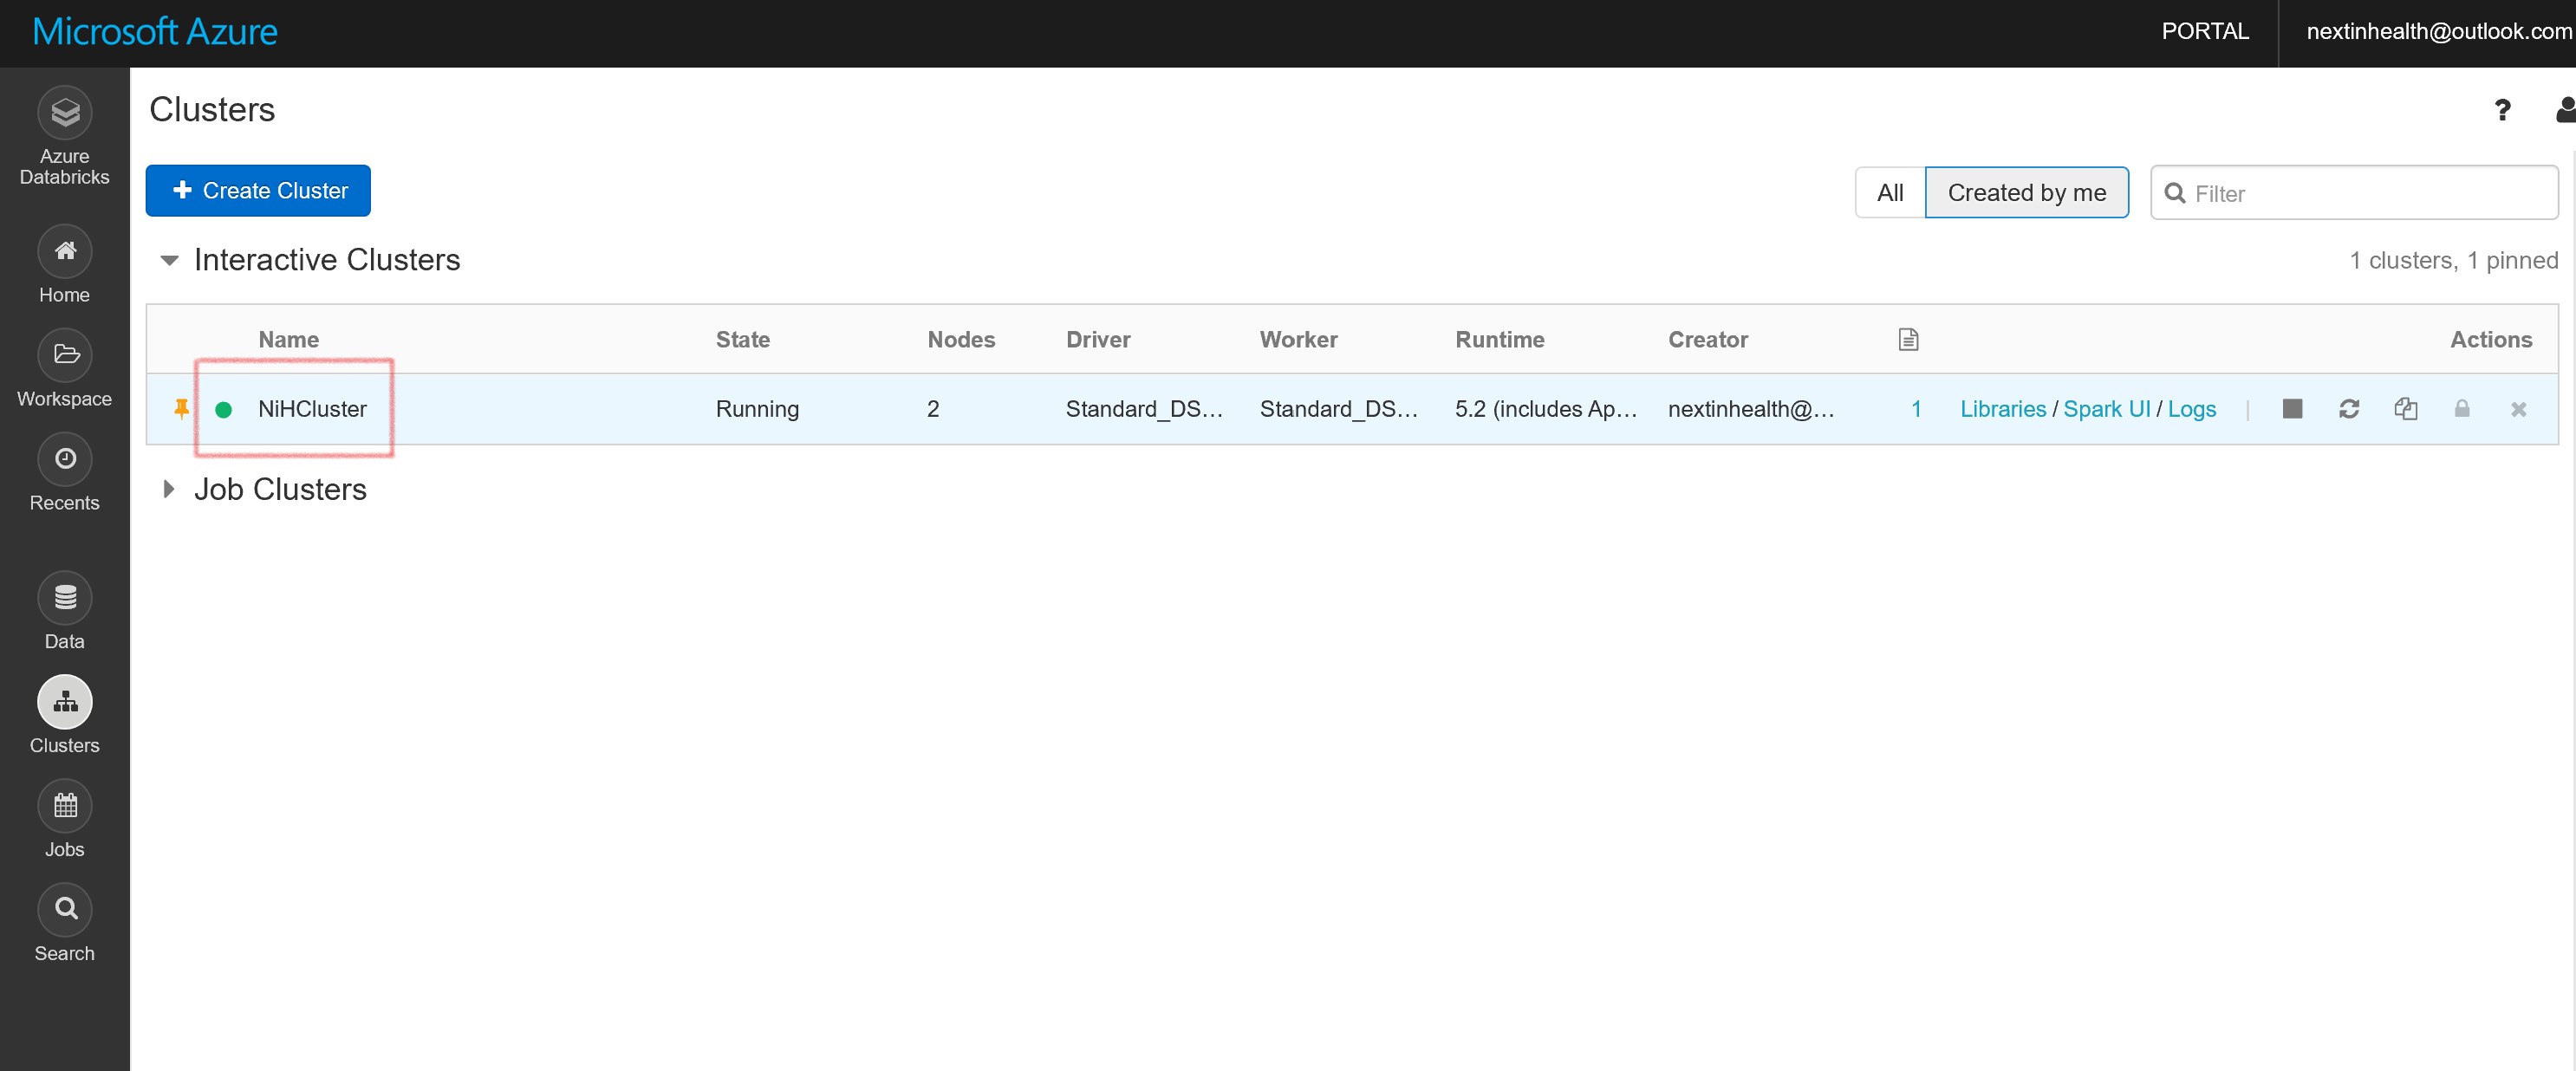 Microsoft Azure
PORTAL
nextinhealth@outlook.com
Azure
Databricks
Home
Workspace
Recents
Data
Clusters
Jobs
Search
Clusters
?
+ Create Cluster
All
Created by me
Filter
Interactive Clusters
1 clusters, 1 pinned
Name State Nodes Driver Worker Runtime Creator Actions
NiHCluster Running 2 Standard_DS... Standard_DS... 5.2 (includes Ap... nextinhealth@... 1 Libraries / Spark UI / Logs |
Job Clusters